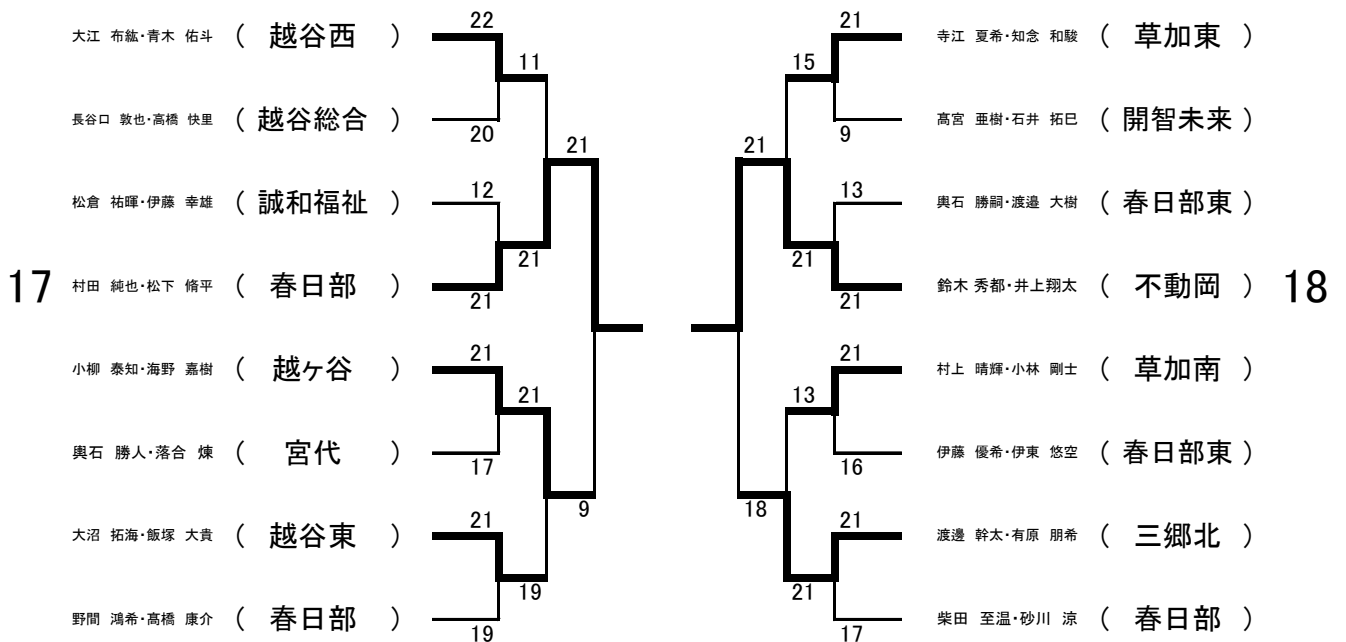 22
大江 布紘・青木 佑斗 （ 越谷西 ）
11
長谷口 敦也・高橋 快里 （ 越谷総合 ）
20
21
12
松倉 祐暉・伊藤 幸雄 （ 誠和福祉 ）
21
17 村田 純也・松下 脩平 （ 春日部 ）
21
21
小柳 泰知・海野 嘉樹 （ 越ヶ谷 ）
21
輿石 勝人・落合 煉 （ 宮代 ）
17
9
21
大沼 拓海・飯塚 大貴 （ 越谷東 ）
19
野間 鴻希・髙橋 康介 （ 春日部 ）
19
21
寺江 夏希・知念 和駿 （ 草加東 ）
15
髙宮 亜樹・石井 拓巳 （ 開智未来 ）
9
21
13
輿石 勝嗣・渡邉 大樹 （ 春日部東 ）
21
鈴木 秀都・井上翔太 （ 不動岡 ） 18
21
21
村上 晴輝・小林 剛士 （ 草加南 ）
13
伊藤 優希・伊東 悠空 （ 春日部東 ）
16
18
21
渡邊 幹太・有原 朋希 （ 三郷北 ）
21
柴田 至温・砂川 涼 （ 春日部 ）
17